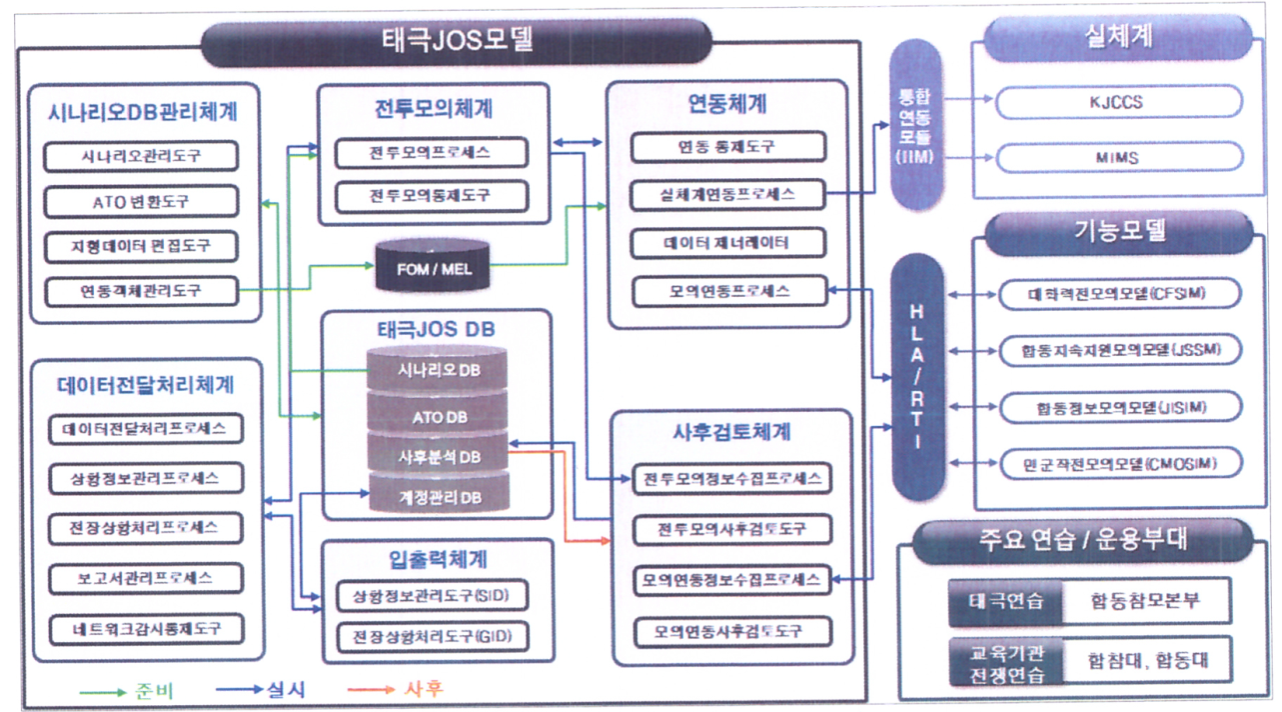 태극JOS모델
시나리오DB관리체계
시나리오관리도구
ATO 변환도구
지형데이터 편집도구
연동객체관리도구
데이터전달처리체계
데이터전달처리프로세스
상황정보관리프로세스
전장상황처리프로세스
보고서관리프로세스
네트워크감시통제도구
전투모의체계
전투모의프로세스
전투모의통제도구
FOM / MEL
태극JOS DB
시나리오 DB
ATO DB
사후분석 DB
계정관리 DB
입출력체계
상황정보관리도구(SID)
전장상황처리도구(GID)
연동체계
연동 통제도구
실체계연동프로세스
데이터 제너레이터
모의연동프로세스
사후검토체계
전투모의정보수집프로세스
전투모의사후검토도구
모의연동정보수집프로세스
모의연동사후검토도구
준비
실시
사후
통합
연동
모듈
(IIM)
HLA/RTI
실체계
KJCCS
MIMS
기능모델
대화력전모의모델(CFSIM)
합동지속지원모의모델(JSSM)
합동정보모의모델(JISIM)
민군작전모의모델(CMOSIM)
주요 연습 / 운용부대
태극연습
합동참모본부
교육기관
전쟁연습
합참대, 합동대